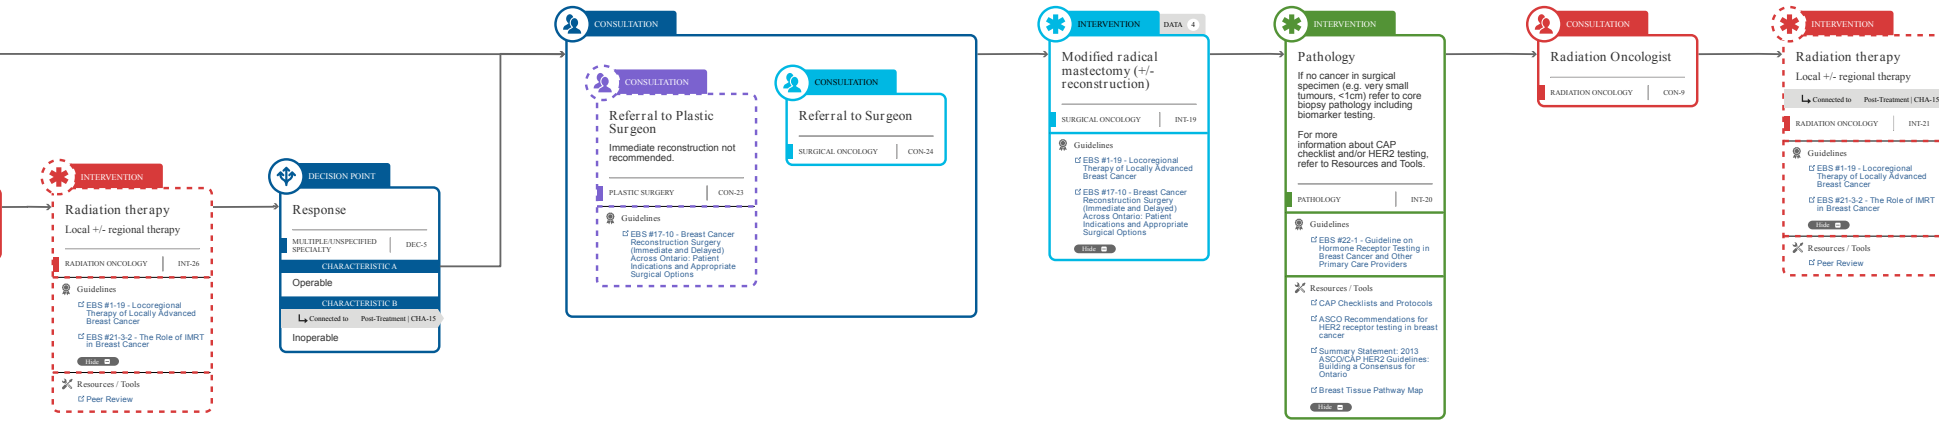 INTERVENTION
Radiation therapy
Local +/- regional therapy
RADIATION ONCOLOGY
INT-26
Guidelines
EBS #1-19 - Locoregional
Therapy of Locally Advanced
Breast Cancer
EBS #21-3-2 - The Role of IMRT
in Breast Cancer
Hide
Resources / Tools
Peer Review
DECISION POINT
Response
MULTIPLE/UNSPECIFIED
SPECIALTY
DEC-5
CHARACTERISTIC A
Operable
CHARACTERISTIC B
Connected to Post-Treatment | CHA-15
Inoperable
CONSULTATION
CONSULTATION
Referral to Plastic
Surgeon
Immediate reconstruction not
recommended.
PLASTIC SURGERY
CON-23
Guidelines
EBS #17-10 - Breast Cancer
Reconstruction Surgery
(Immediate and Delayed)
Across Ontario: Patient
Indications and Appropriate
Surgical Options
CONSULTATION
Referral to Surgeon
SURGICAL ONCOLOGY
CON-24
INTERVENTION
DATA 4
Modified radical
mastectomy (+/-
reconstruction)
SURGICAL ONCOLOGY
INT-19
Guidelines
EBS #1-19 - Locoregional
Therapy of Locally Advanced
Breast Cancer
EBS #17-10 - Breast Cancer
Reconstruction Surgery
(Immediate and Delayed)
Across Ontario: Patient
Indications and Appropriate
Surgical Options
Hide
INTERVENTION
Pathology
If no cancer in surgical
specimen (e.g. very small
tumours, <1cm) refer to core
biopsy pathology including
biomarker testing.
For more
information about CAP
checklist and/or HER2 testing,
refer to Resources and Tools.
PATHOLOGY
INT-20
Guidelines
EBS #22-1 - Guideline on
Hormone Receptor Testing in
Breast Cancer and Other
Primary Care Providers
Resources / Tools
CAP Checklists and Protocols
ASCO Recommendations for
HER2 receptor testing in breast
cancer
Summary Statement: 2013
ASCO/CAP HER2 Guidelines:
Building a Consensus for
Ontario
Breast Tissue Pathway Map
Hide
CONSULTATION
Radiation Oncologist
RADIATION ONCOLOGY
CON-9
INTERVENTION
Radiation therapy
Local +/- regional therapy
Connected to Post-Treatment | CHA-15
RADIATION ONCOLOGY
INT-21
Guidelines
EBS #1-19 - Locoregional
Therapy of Locally Advanced
Breast Cancer
EBS #21-3-2 - The Role of IMRT
in Breast Cancer
Hide
Resources / Tools
Peer Review